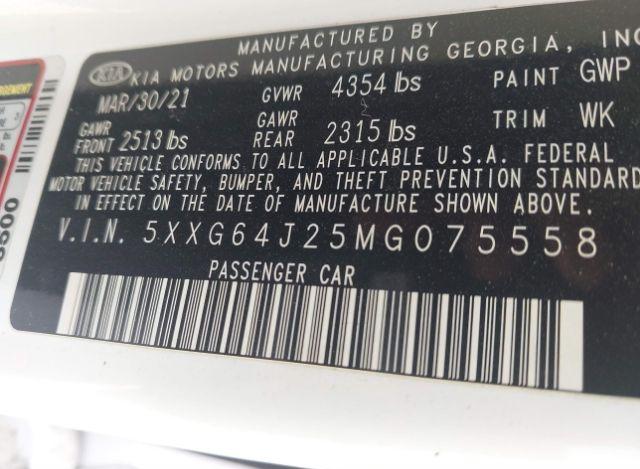 MANUFACTURED BY
KIA KIA MOTORS MANUFACTURING GEORGIA, INC
MAR/30/21 GVWR 4354 lbs PAINT GWP
GAWR FRONT 2513 lbs GAWR REAR 2315 lbs TRIM WK
THIS VEHICLE CONFORMS TO ALL APPLICABLE U.S.A. FEDERAL
MOTOR VEHICLE SAFETY, BUMPER, AND THEFT PREVENTION STANDARD
IN EFFECT ON THE DATE OF MANUFACTURE SHOWN ABOVE.
V.I.N. 5XXG64J25MG075558
PASSENGER CAR